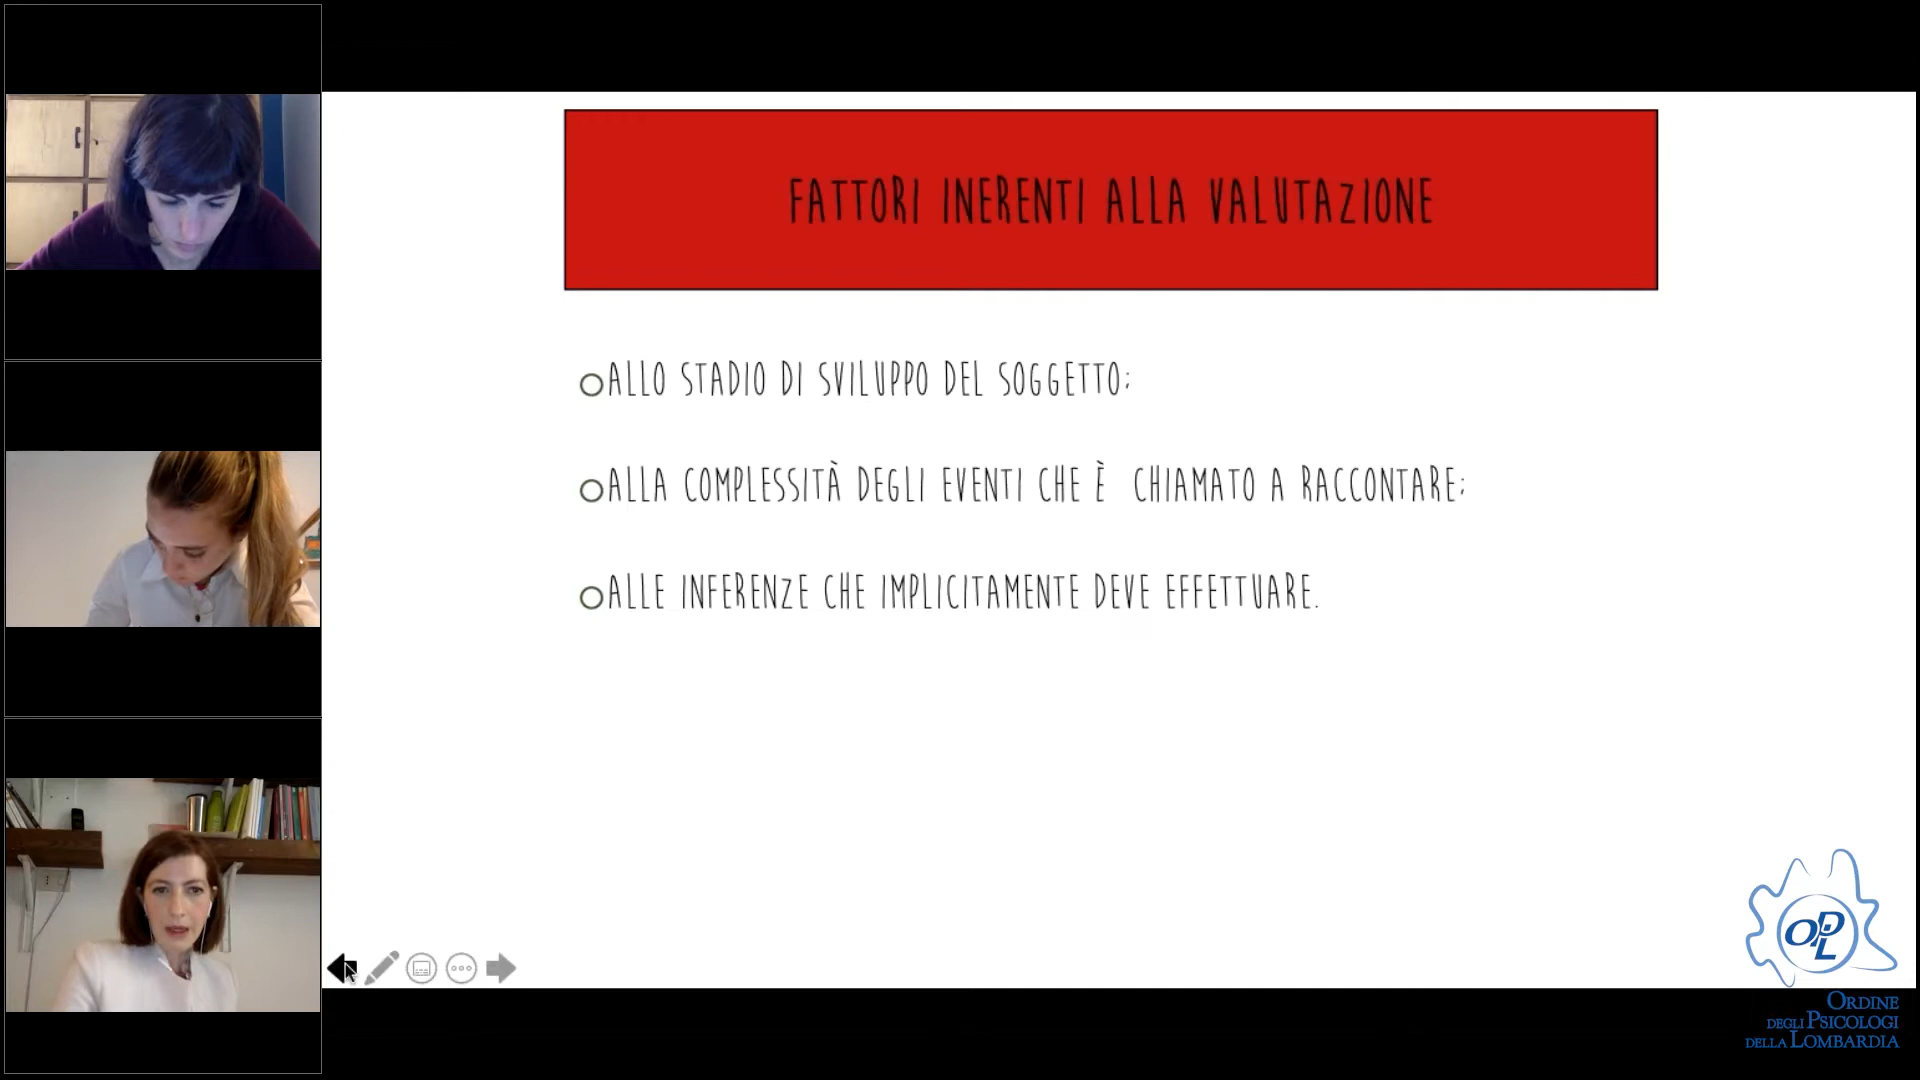 FATTORI INERENTI ALLA VALUTAZIONE
ALLO STADIO DI SVILUPPO DEL SOGGETTO;
ALLA COMPLESSITÀ DEGLI EVENTI CHE È CHIAMATO A RACCONTARE;
ALLE INFERENZE CHE IMPLICITAMENTE DEVE EFFETTUARE.
OPL
ORDINE
DEGLI PSICOLOGI
DELLA LOMBARDIA